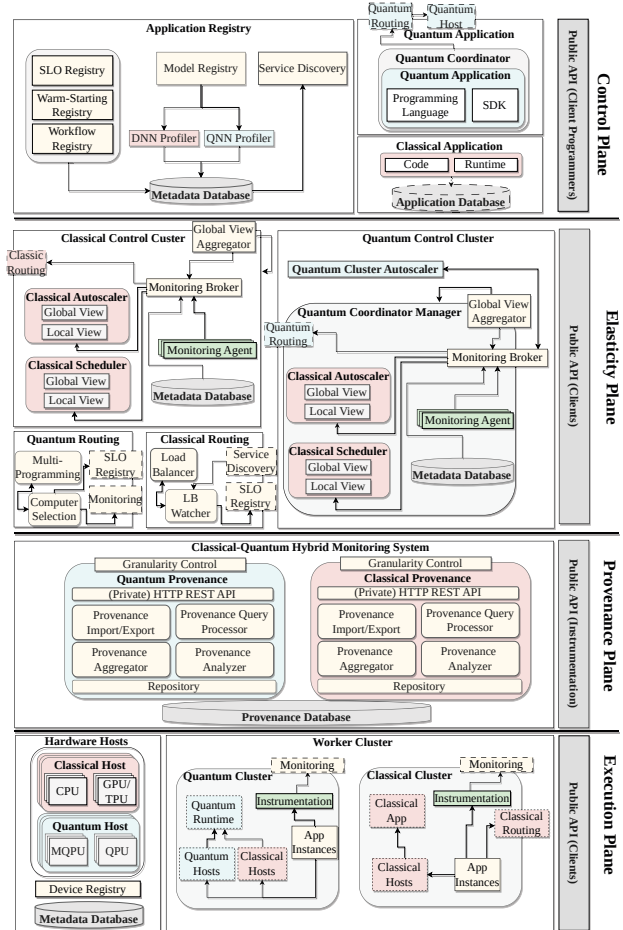 Application Registry
SLO Registry
Warm-Starting
Registry
Workflow
Registry
Model Registry
Service Discovery
DNN Profiler
QNN Profiler
Metadata Database
Quantum
Routing
Quantum
Host
Quantum Application
Quantum Coordinator
Quantum Application
Programming
Language
SDK
Classical Application
Code
Runtime
Application Database
Public API (Client Programmers)
Control Plane
Classical Control Custer
Global View
Aggregator
Classic
Routing
Monitoring Broker
Classical Autoscaler
Global View
Local View
Monitoring Agent
Classical Scheduler
Global View
Local View
Metadata Database
Quantum Control Cluster
Quantum Cluster Autoscaler
Quantum Coordinator Manager
Global View
Aggregator
Quantum
Routing
Monitoring Broker
Classical Autoscaler
Global View
Local View
Monitoring Agent
Classical Scheduler
Global View
Local View
Metadata Database
Quantum Routing
Multi-
Programming
SLO
Registry
Computer
Selection
Monitoring
Classical Routing
Load
Balancer
Service
Discovery
LB
Watcher
SLO
Registry
Public API (Clients)
Elasticity Plane
Classical-Quantum Hybrid Monitoring System
Granularity Control
Quantum Provenance
(Private) HTTP REST API
Provenance
Import/Export
Provenance Query
Processor
Provenance
Aggregator
Provenance
Analyzer
Repository
Granularity Control
Classical Provenance
(Private) HTTP REST API
Provenance
Import/Export
Provenance Query
Processor
Provenance
Aggregator
Provenance
Analyzer
Repository
Provenance Database
Public API (Instrumentation)
Provenance Plane
Hardware Hosts
Classical Host
CPU
GPU/
TPU
Quantum Host
MQPU
QPU
Device Registry
Metadata Database
Worker Cluster
Monitoring
Quantum Cluster
Quantum
Runtime
Instrumentation
App
Instances
Quantum
Hosts
Classical
Hosts
Monitoring
Classical Cluster
Classical
App
Instrumentation
Classical
Routing
Classical
Hosts
App
Instances
Public API (Clients)
Execution Plane